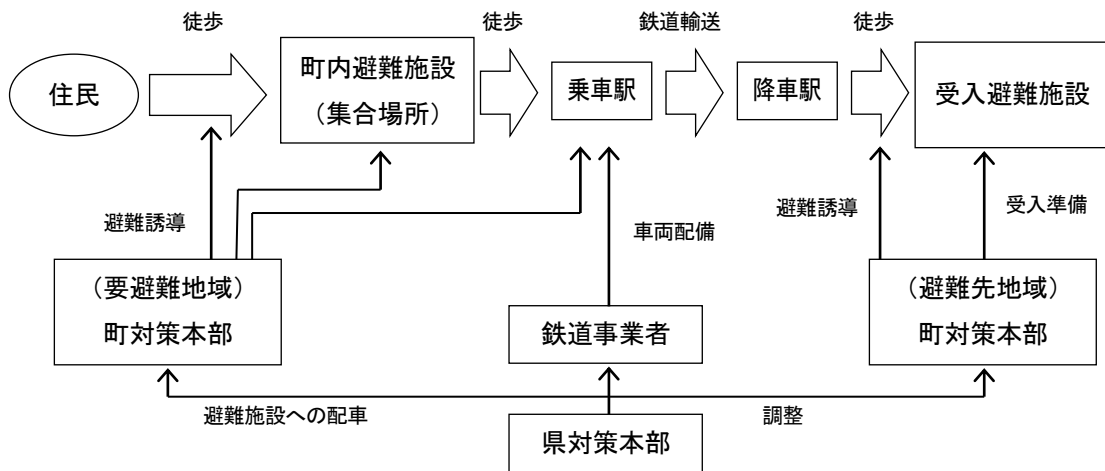 徒歩
徒歩
鉄道輸送
徒歩
住民
町内避難施設
（集合場所）
乗車駅
降車駅
受入避難施設
避難誘導
車両配備
避難誘導
受入準備
（要避難地域）
町対策本部
鉄道事業者
（避難先地域）
町対策本部
避難施設への配車
調整
県対策本部